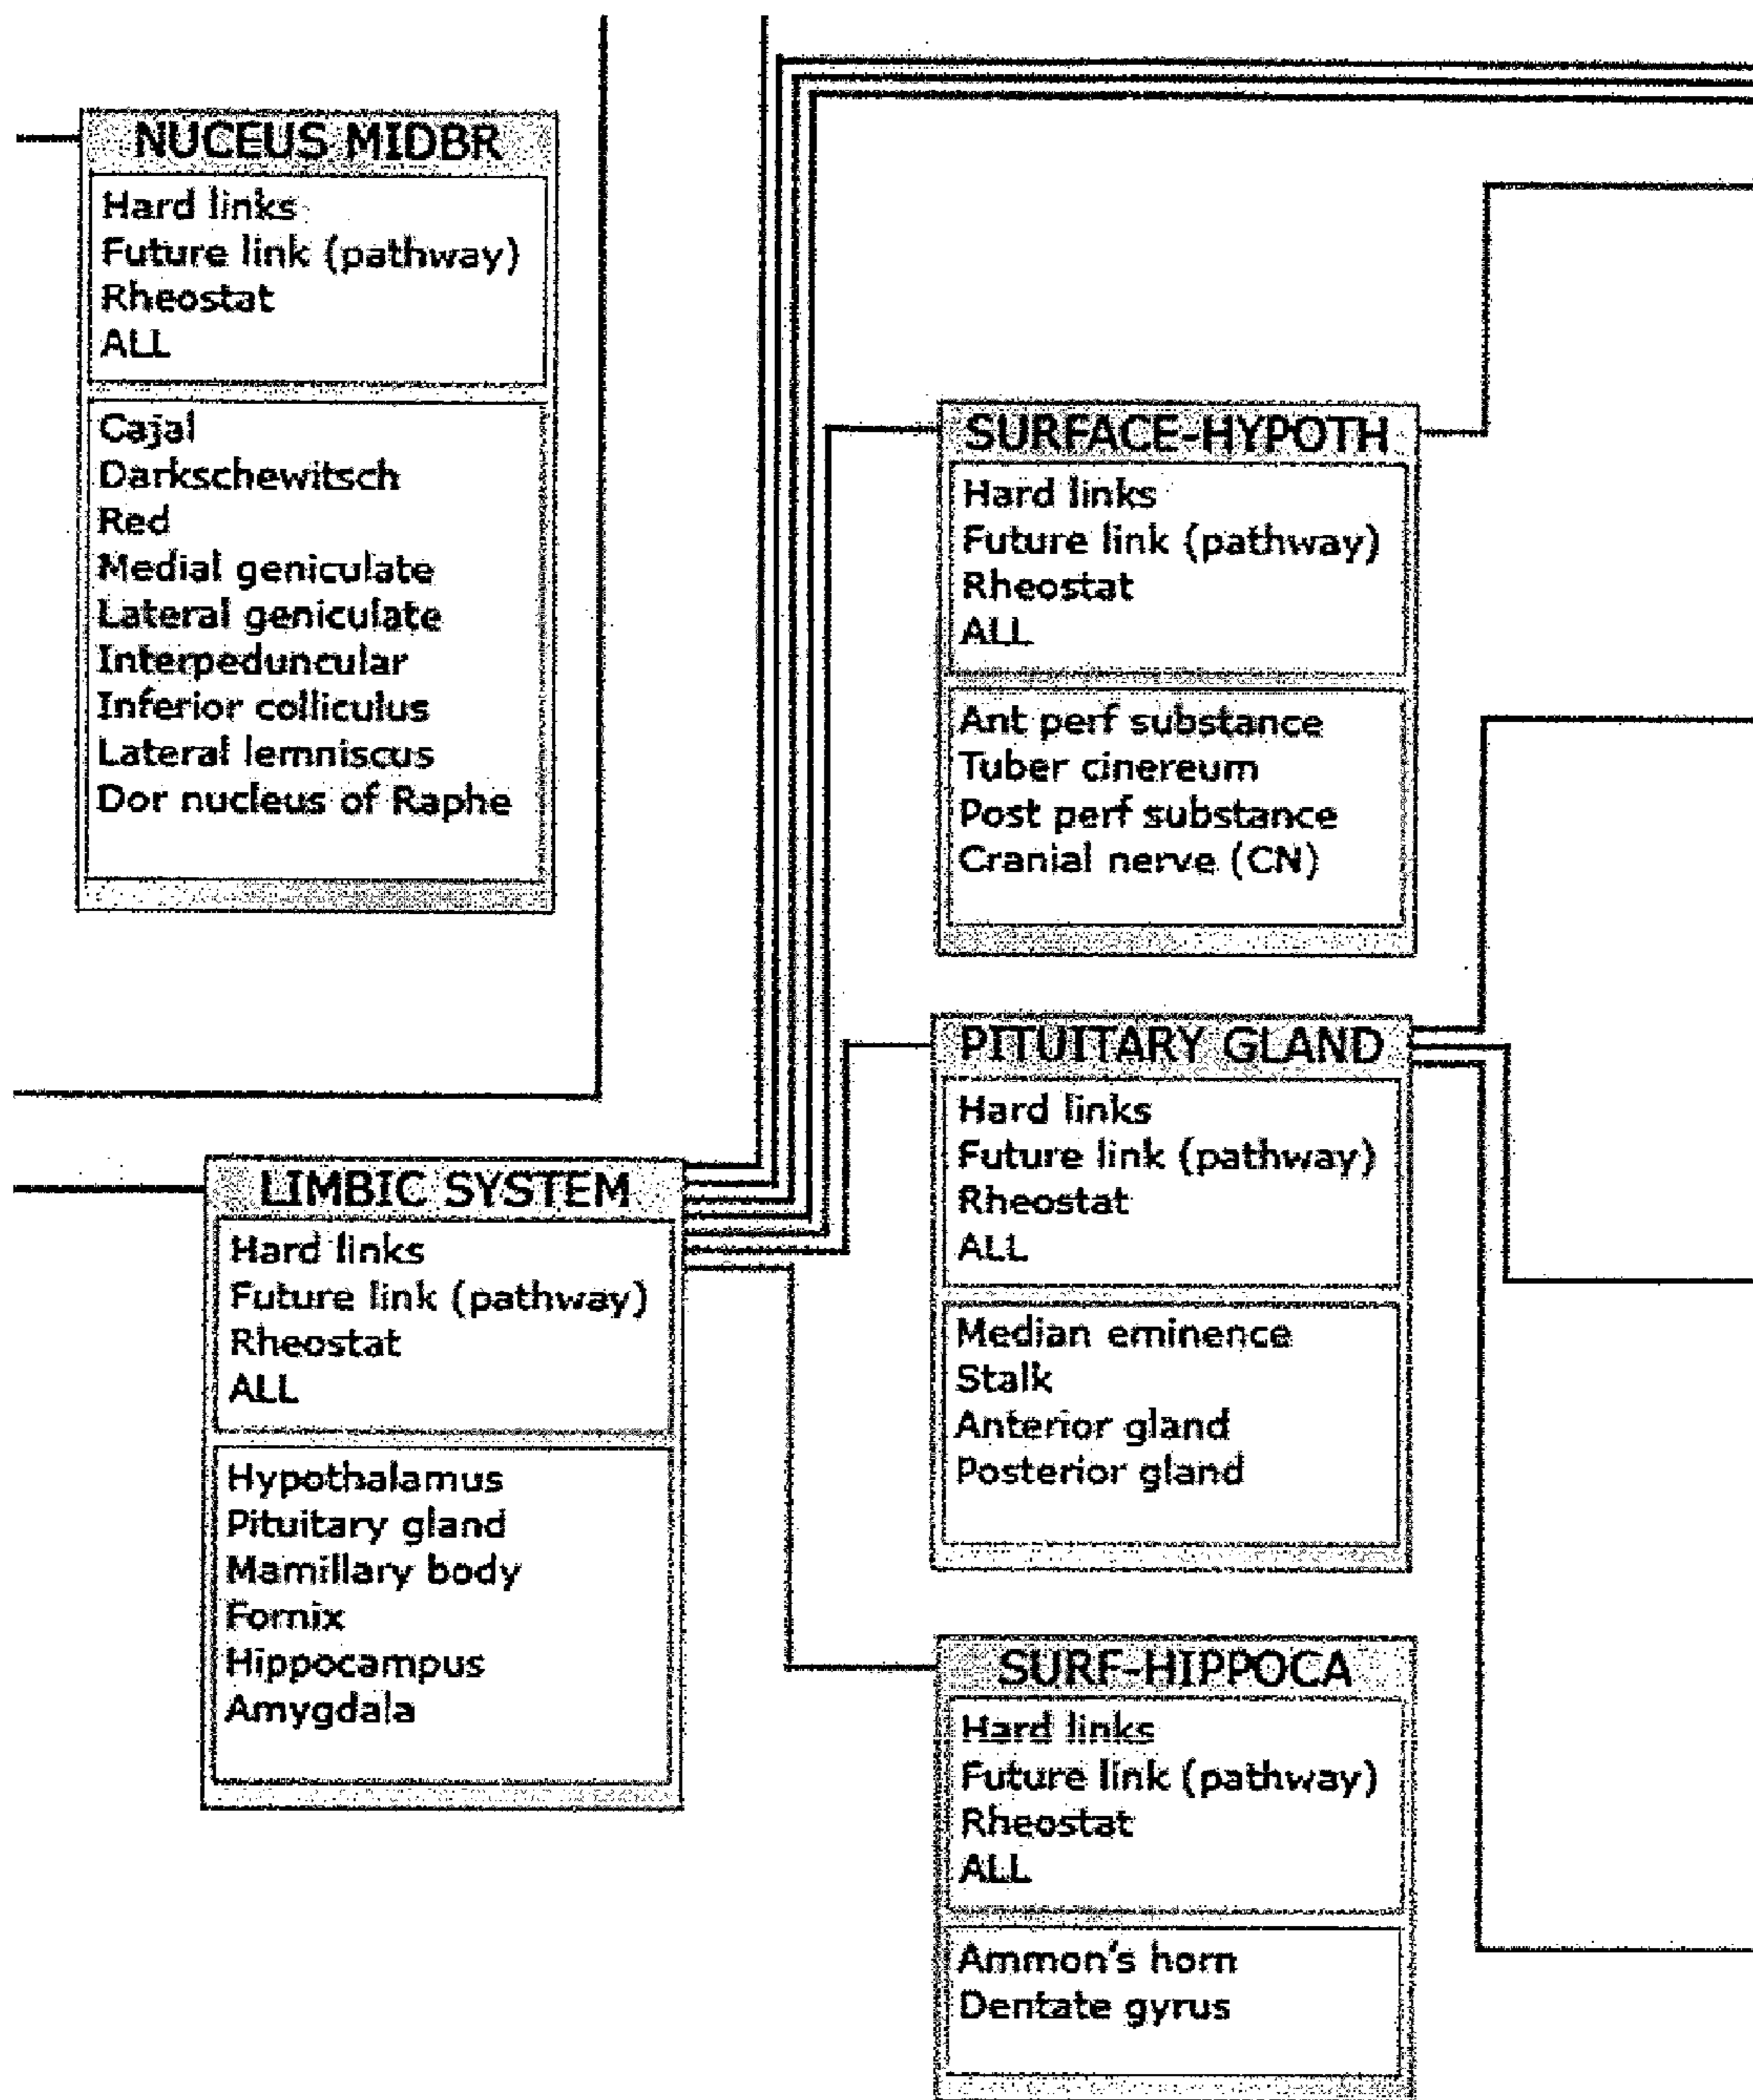 NUCEUS MIDBR
Hard links
Future link (pathway)
Rheostat
ALL
Cajal
Darkschewitsch
Red
Medial geniculate
Lateral geniculate
Interpeduncular
Inferior colliculus
Lateral lemniscus
Dor nucleus of Raphe
LIMBIC SYSTEM
Hard links
Future link (pathway)
Rheostat
ALL
Hypothalamus
Pituitary gland
Mamillary body
Fornix
Hippocampus
Amygdala
SURFACE-HYPOTH
Hard links
Future link (pathway)
Rheostat
ALL
Ant perf substance
Tuber cinereum
Post perf substance
Cranial nerve (CN)
PITUITARY GLAND
Hard links
Future link (pathway)
Rheostat
ALL
Median eminence
Stalk
Anterior gland
Posterior gland
SURF-HIPPOCA
Hard links
Future link (pathway)
Rheostat
ALL
Ammon's horn
Dentate gyrus